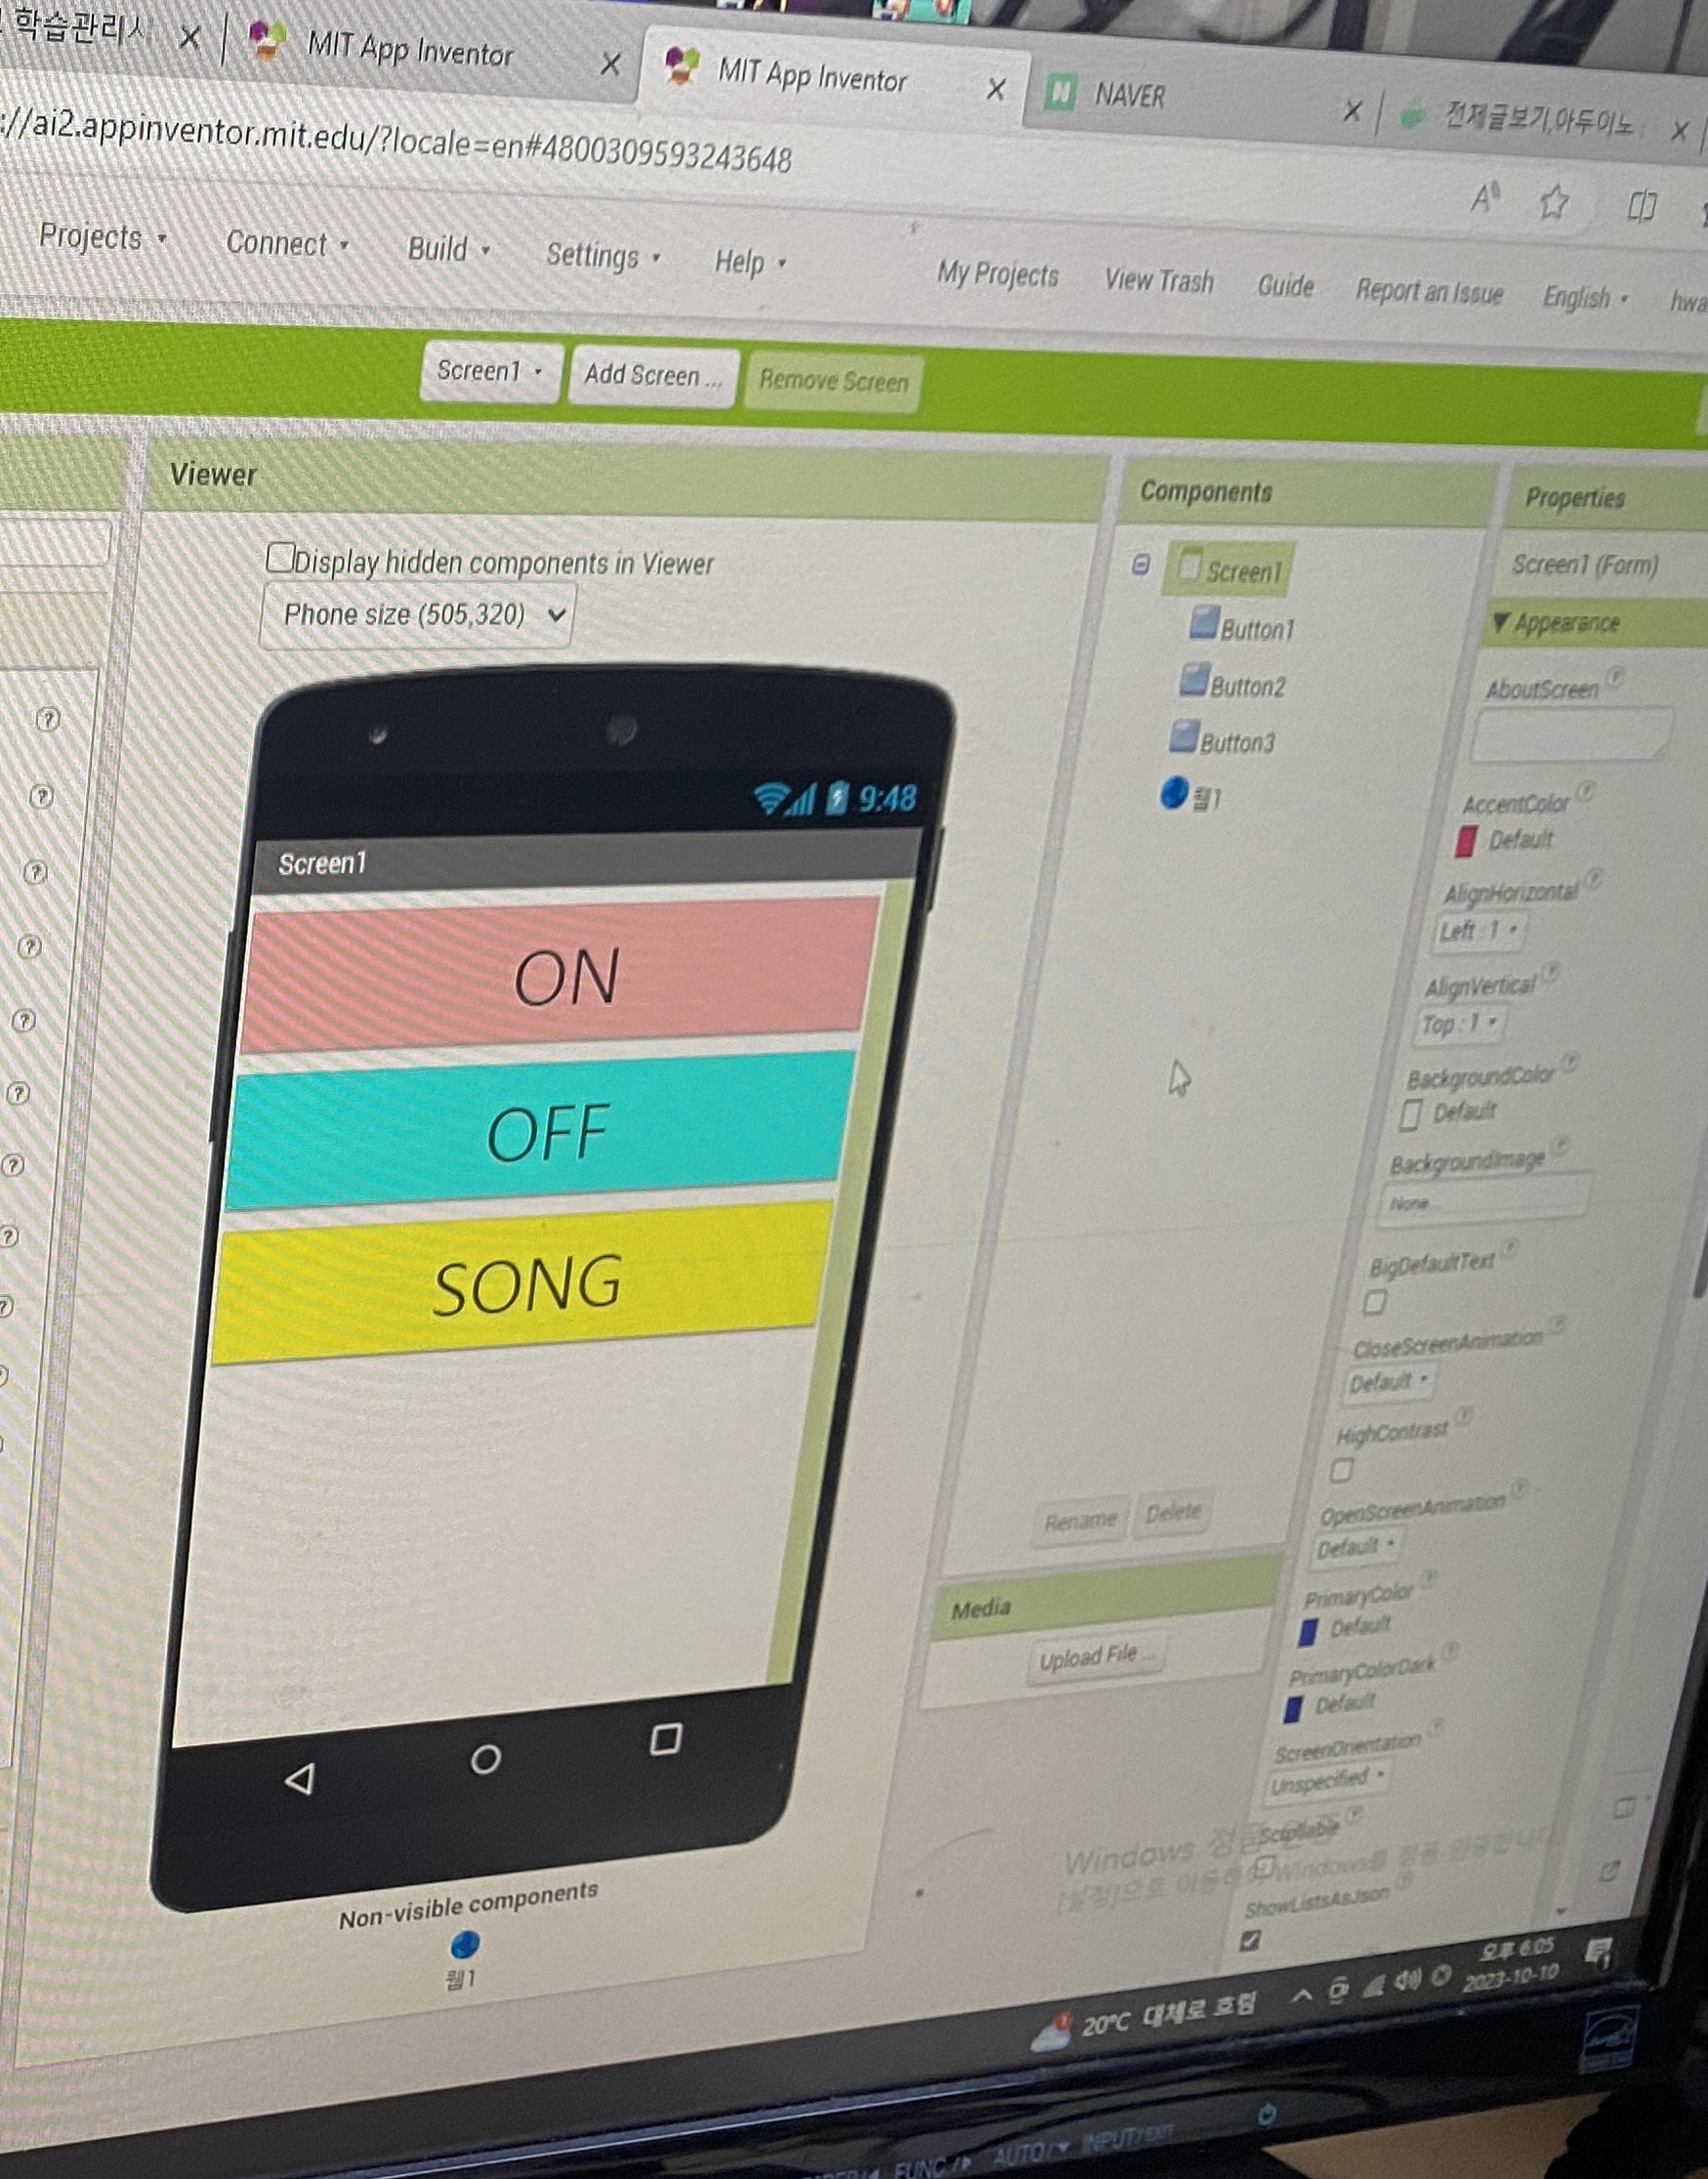 학습관리시
MIT App Inventor
MIT App Inventor
NAVER
전체글보기,아두이노
://ai2.appinventor.mit.edu/?locale=en#4800309593243648
Projects
Connect
Build
Settings
Help
My Projects
View Trash
Guide
Report an Issue
English
hwa
Screen1
Add Screen ...
Remove Screen
Viewer
Display hidden components in Viewer
Phone size (505,320)
9:48
Screen1
ON
OFF
SONG
Non-visible components
웹1
Components
Screen1
Button1
Button2
Button3
웹1
Rename
Delete
Media
Upload File ...
Properties
Screen1 (Form)
▼ Appearance
AboutScreen
AccentColor
Default
AlignHorizontal
Left : 1
AlignVertical
Top : 1
BackgroundColor
Default
BackgroundImage
None...
BigDefaultText
CloseScreenAnimation
Default
HighContrast
OpenScreenAnimation
Default
PrimaryColor
Default
PrimaryColorDark
Default
ScreenOrientation
Unspecified
Scrollable
ShowListsAsJson
Windows 정품
[설정]으로 이동하여 Windows를 정품 인증합니다.
20°C 대체로 흐림
오후 6:05
2023-10-10
FUNC./
AUTO/
INPUT/EXIT